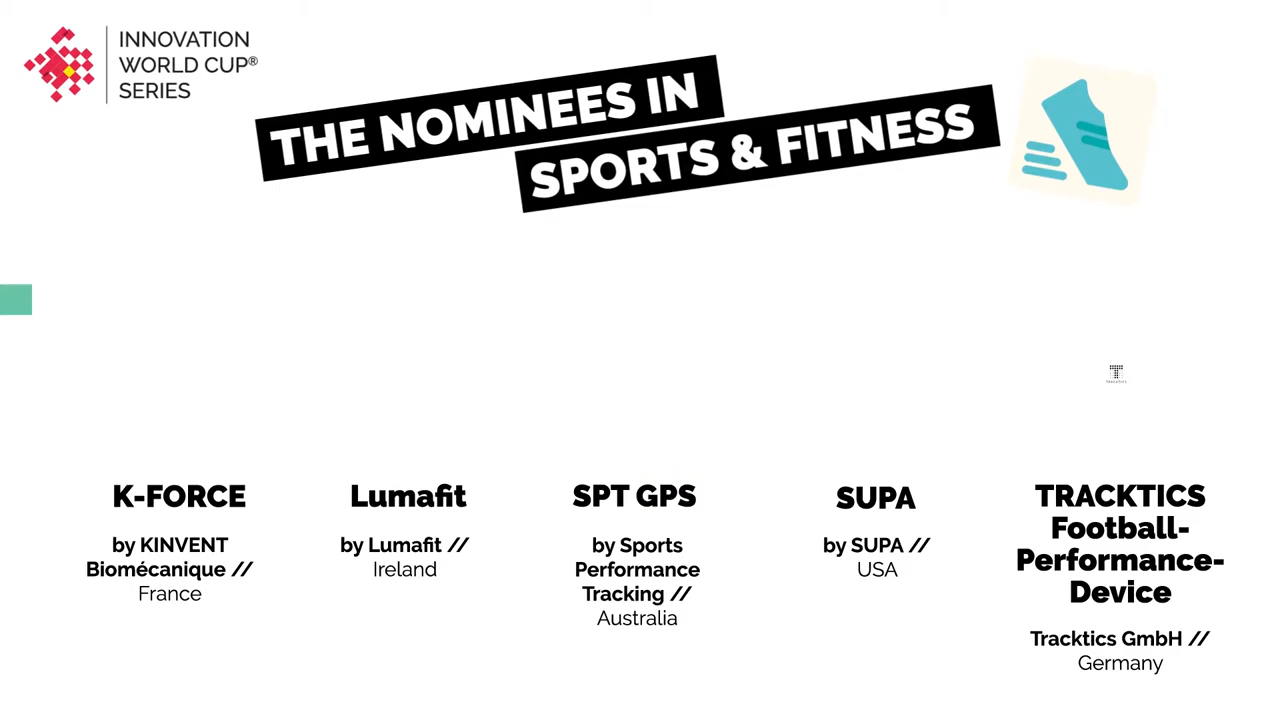 INNOVATION
WORLD CUP®
SERIES
THE NOMINEES IN
SPORTS & FITNESS
TRACKTICS
K-FORCE
by KINVENT
Biomécanique //
France
Lumafit
by Lumafit //
Ireland
SPT GPS
by Sports
Performance
Tracking //
Australia
SUPA
by SUPA //
USA
TRACKTICS
Football-
Performance-
Device
Tracktics GmbH //
Germany